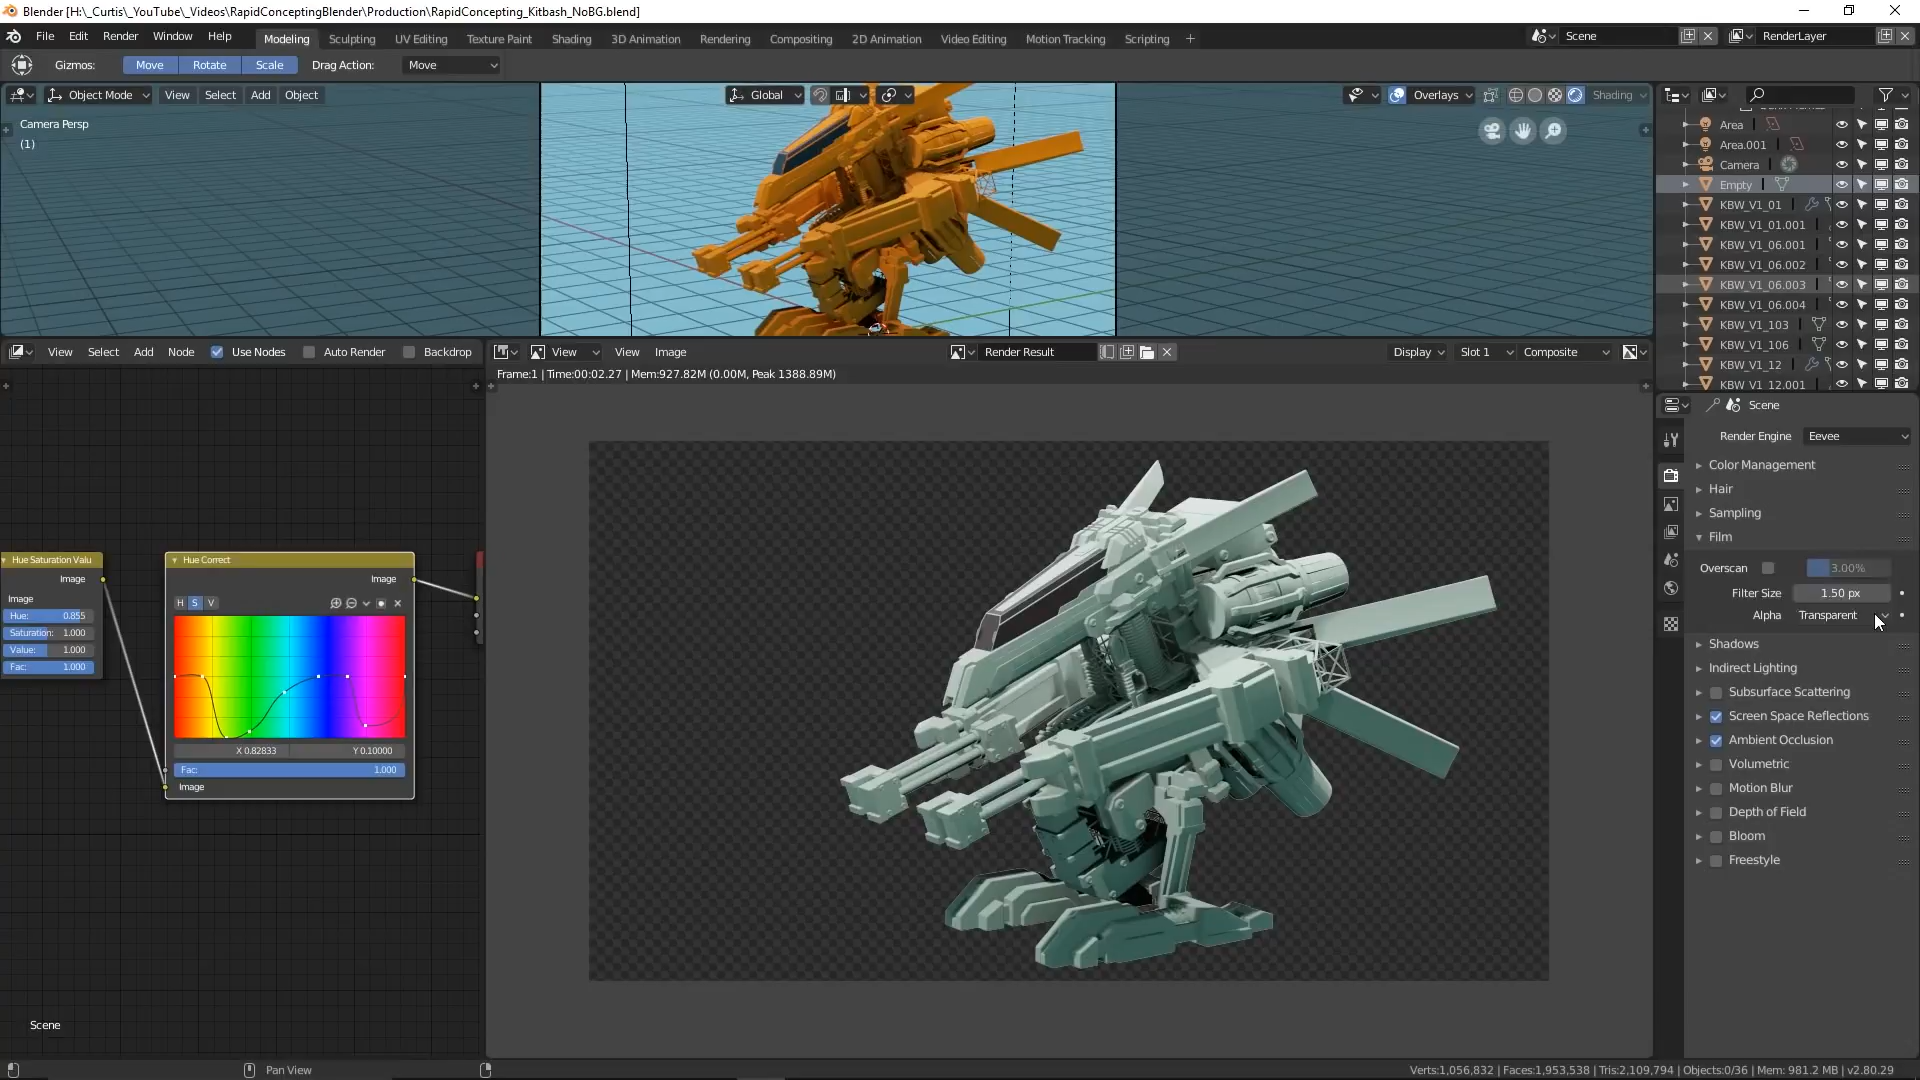 Blender [H:\_Curtis\_YouTube\_Videos\RapidConceptingBlender\Production\RapidConcepting_Kitbash_NoBG.blend]
File Edit Render Window Help Modeling Sculpting UV Editing Texture Paint Shading 3D Animation Rendering Compositing 2D Animation Video Editing Motion Tracking Scripting + Scene RenderLayer
Gizmos: Move Rotate Scale Drag Action: Move
Object Mode View Select Add Object Global Overlays Shading
Camera Persp
(1)
Area
Area.001
Camera
Empty
KBW_V1_01
KBW_V1_01.001
KBW_V1_06.001
KBW_V1_06.002
KBW_V1_06.003
KBW_V1_06.004
KBW_V1_103
KBW_V1_106
KBW_V1_12
KBW_V1_12.001
View Select Add Node Use Nodes Auto Render Backdrop
View View Image Render Result Display Slot 1 Composite
Frame:1 | Time:00:02.27 | Mem:927.82M (0.00M, Peak 1388.89M)
Hue Saturation Valu
Image
Image
Hue: 0.855
Saturation: 1.000
Value: 1.000
Fac: 1.000
Hue Correct
Image
H S V
X 0.82833 Y 0.10000
Fac: 1.000
Image
Scene
Scene
Render Engine Eevee
Color Management
Hair
Sampling
Film
Overscan 3.00%
Filter Size 1.50 px
Alpha Transparent
Shadows
Indirect Lighting
Subsurface Scattering
Screen Space Reflections
Ambient Occlusion
Volumetric
Motion Blur
Depth of Field
Bloom
Freestyle
Pan View
Verts:1,056,832 | Faces:1,953,538 | Tris:2,109,794 | Objects:0/36 | Mem: 981.2 MB | v2.80.29